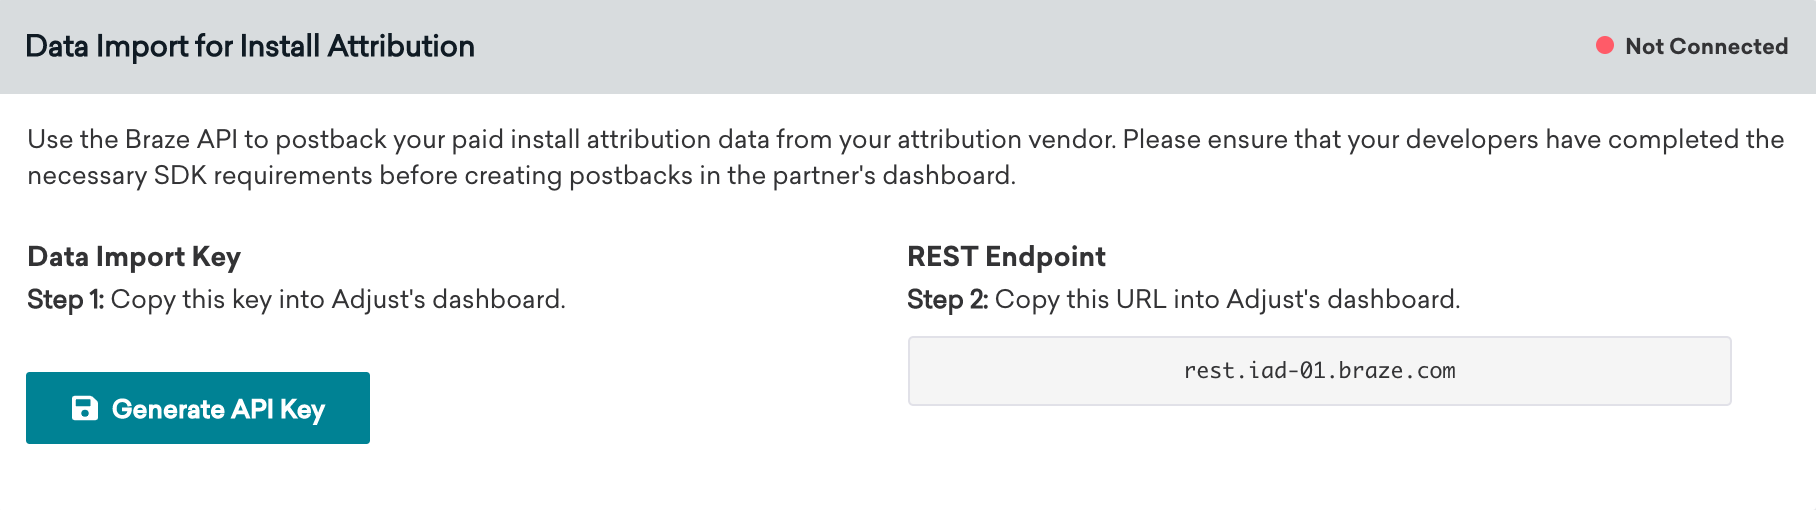 Data Import for Install Attribution
Not Connected
Use the Braze API to postback your paid install attribution data from your attribution vendor. Please ensure that your developers have completed the
necessary SDK requirements before creating postbacks in the partner's dashboard.
Data Import Key
Step 1: Copy this key into Adjust's dashboard.
Generate API Key
REST Endpoint
Step 2: Copy this URL into Adjust's dashboard.
rest.iad-01.braze.com